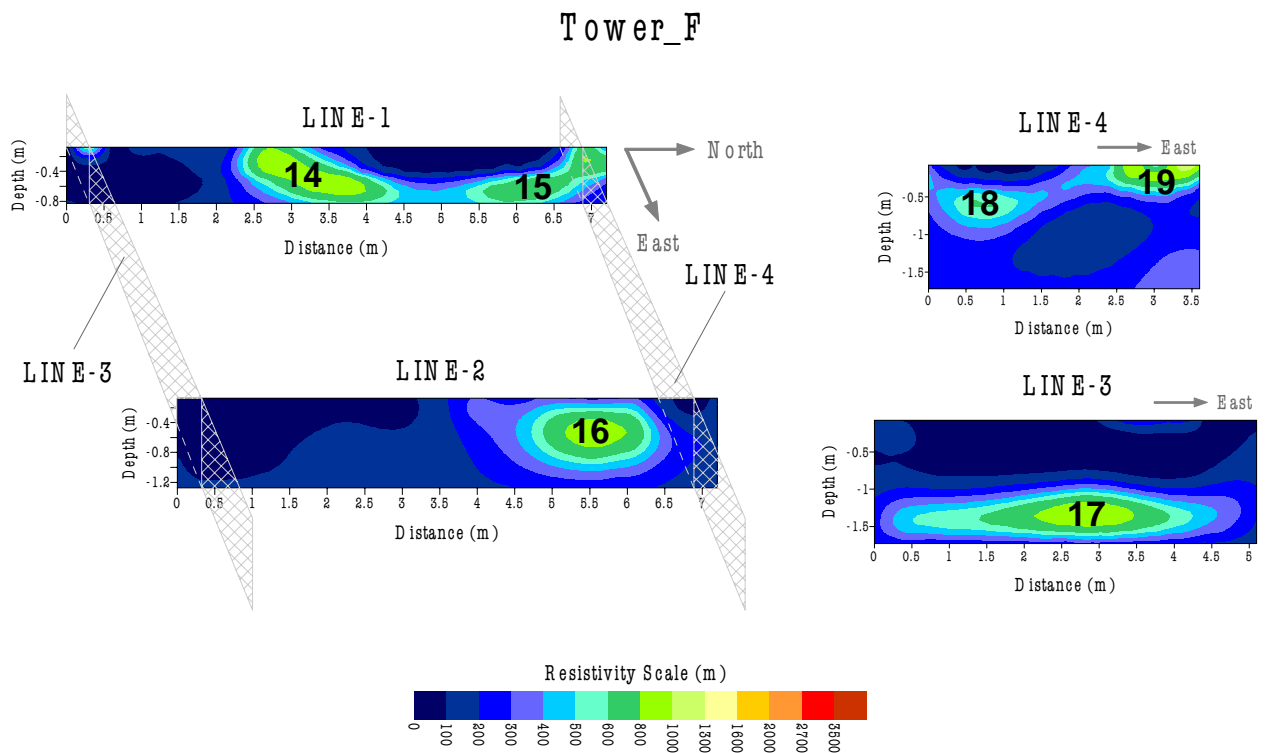 Tower_F
LINE-1
Depth (m)
-0.4
-0.8
14
15
0 0.5 1 1.5 2 2.5 3 3.5 4 4.5 5 5.5 6 6.5 7
Distance (m)
North
East
LINE-4
LINE-3
LINE-2
Depth (m)
-0.4
-0.8
-1.2
16
0 0.5 1 1.5 2 2.5 3 3.5 4 4.5 5 5.5 6 6.5 7
Distance (m)
LINE-4
East
Depth (m)
-0.5
-1
-1.5
18
19
0 0.5 1 1.5 2 2.5 3 3.5
Distance (m)
LINE-3
East
Depth (m)
-0.5
-1
-1.5
17
0 0.5 1 1.5 2 2.5 3 3.5 4 4.5 5
Distance (m)
Resistivity Scale (m)
0 100 200 300 400 500 600 800 1000 1300 1600 2000 2700 3500